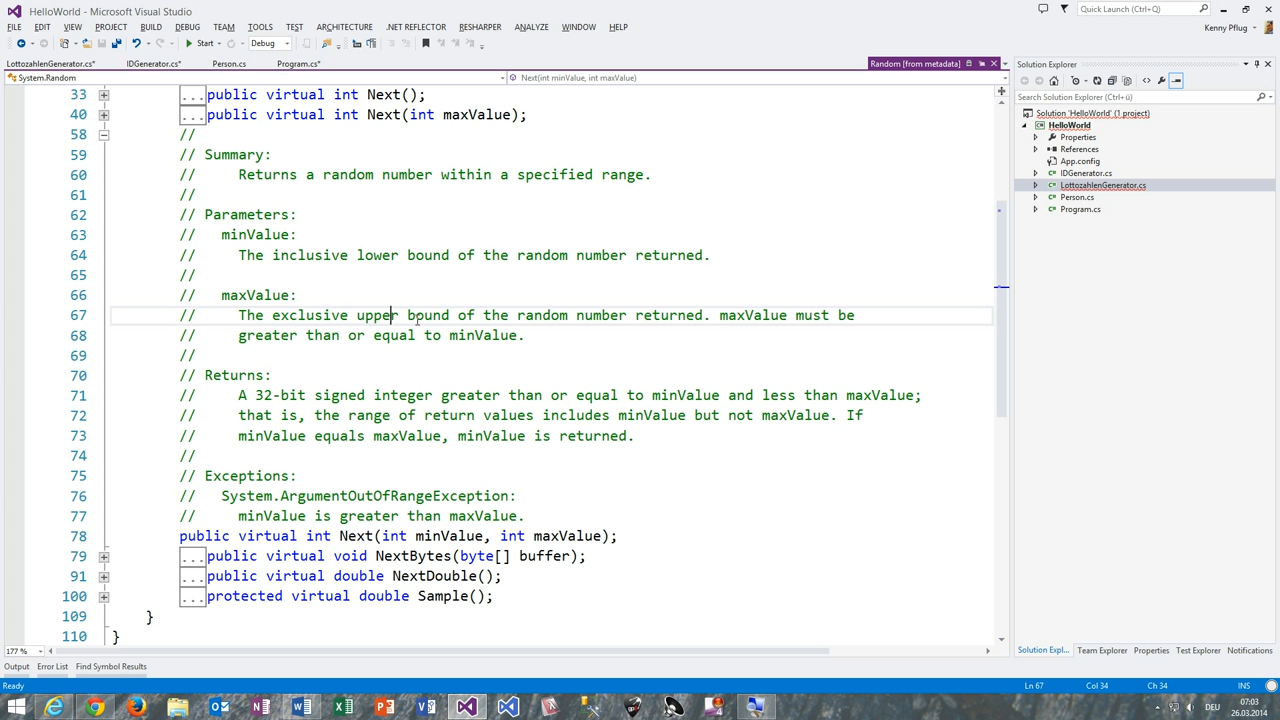 HelloWorld - Microsoft Visual Studio
Quick Launch (Ctrl+Q)
FILE EDIT VIEW PROJECT BUILD DEBUG TEAM TOOLS TEST ARCHITECTURE .NET REFLECTOR RESHARPER ANALYZE WINDOW HELP
Kenny Pflug
Start Debug
LottozahlenGenerator.cs* IDGenerator.cs* Person.cs Program.cs* Random [from metadata]
System.Random Next(int minValue, int maxValue)
33 ...public virtual int Next();
40 ...public virtual int Next(int maxValue);
58 //
59 // Summary:
60 // Returns a random number within a specified range.
61 //
62 // Parameters:
63 // minValue:
64 // The inclusive lower bound of the random number returned.
65 //
66 // maxValue:
67 // The exclusive upper bound of the random number returned. maxValue must be
68 // greater than or equal to minValue.
69 //
70 // Returns:
71 // A 32-bit signed integer greater than or equal to minValue and less than maxValue;
72 // that is, the range of return values includes minValue but not maxValue. If
73 // minValue equals maxValue, minValue is returned.
74 //
75 // Exceptions:
76 // System.ArgumentOutOfRangeException:
77 // minValue is greater than maxValue.
78 public virtual int Next(int minValue, int maxValue);
79 ...public virtual void NextBytes(byte[] buffer);
91 ...public virtual double NextDouble();
100 ...protected virtual double Sample();
109 }
110 }
177 %
Solution Explorer
Search Solution Explorer (Ctrl+ü)
Solution 'HelloWorld' (1 project)
HelloWorld
Properties
References
App.config
IDGenerator.cs
LottozahlenGenerator.cs
Person.cs
Program.cs
Solution Expl... Team Explorer Properties Test Explorer Notifications
Output Error List Find Symbol Results
Ready Ln 67 Col 34 Ch 34 INS
DEU
07:03
26.03.2014